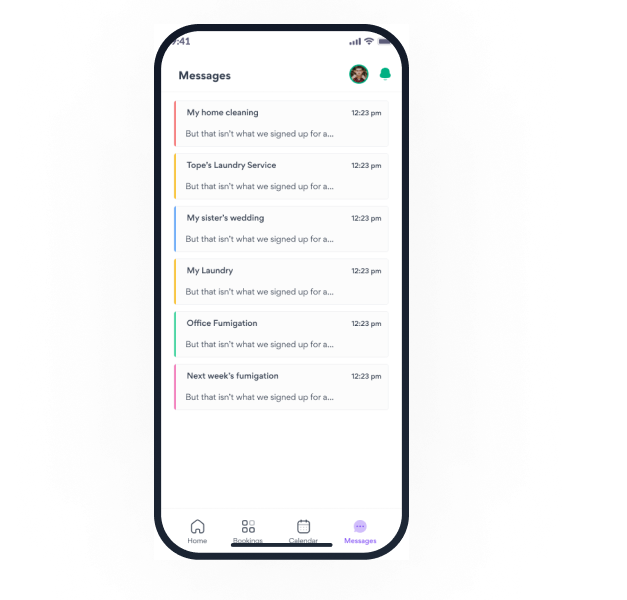 9:41
Messages
My home cleaning 12:23 pm
But that isn't what we signed up for a...
Tope's Laundry Service 12:23 pm
But that isn't what we signed up for a...
My sister's wedding 12:23 pm
But that isn't what we signed up for a...
My Laundry 12:23 pm
But that isn't what we signed up for a...
Office Fumigation 12:23 pm
But that isn't what we signed up for a...
Next week's fumigation 12:23 pm
But that isn't what we signed up for a...
Home Bookings Calendar Messages